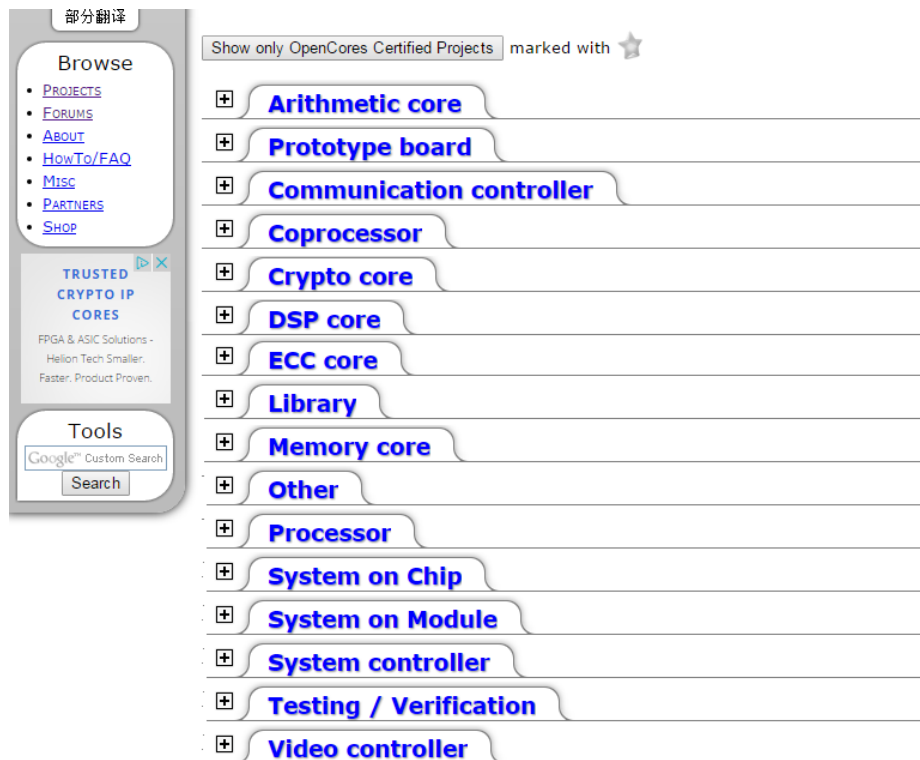 部分翻译
Browse
Projects
Forums
About
HowTo/FAQ
Misc
Partners
Shop
TRUSTED
CRYPTO IP
CORES
FPGA & ASIC Solutions -
Helion Tech Smaller.
Faster. Product Proven.
Tools
Google™ Custom Search
Search
Show only OpenCores Certified Projects marked with
Arithmetic core
Prototype board
Communication controller
Coprocessor
Crypto core
DSP core
ECC core
Library
Memory core
Other
Processor
System on Chip
System on Module
System controller
Testing / Verification
Video controller